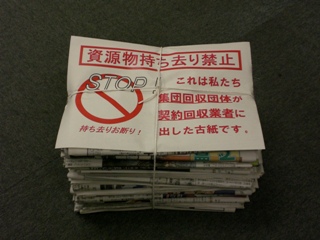 資源物持ち去り禁止
STOP!
これは私たち
集団回収団体が
契約回収業者に
出した古紙です。
持ち去りお断り!